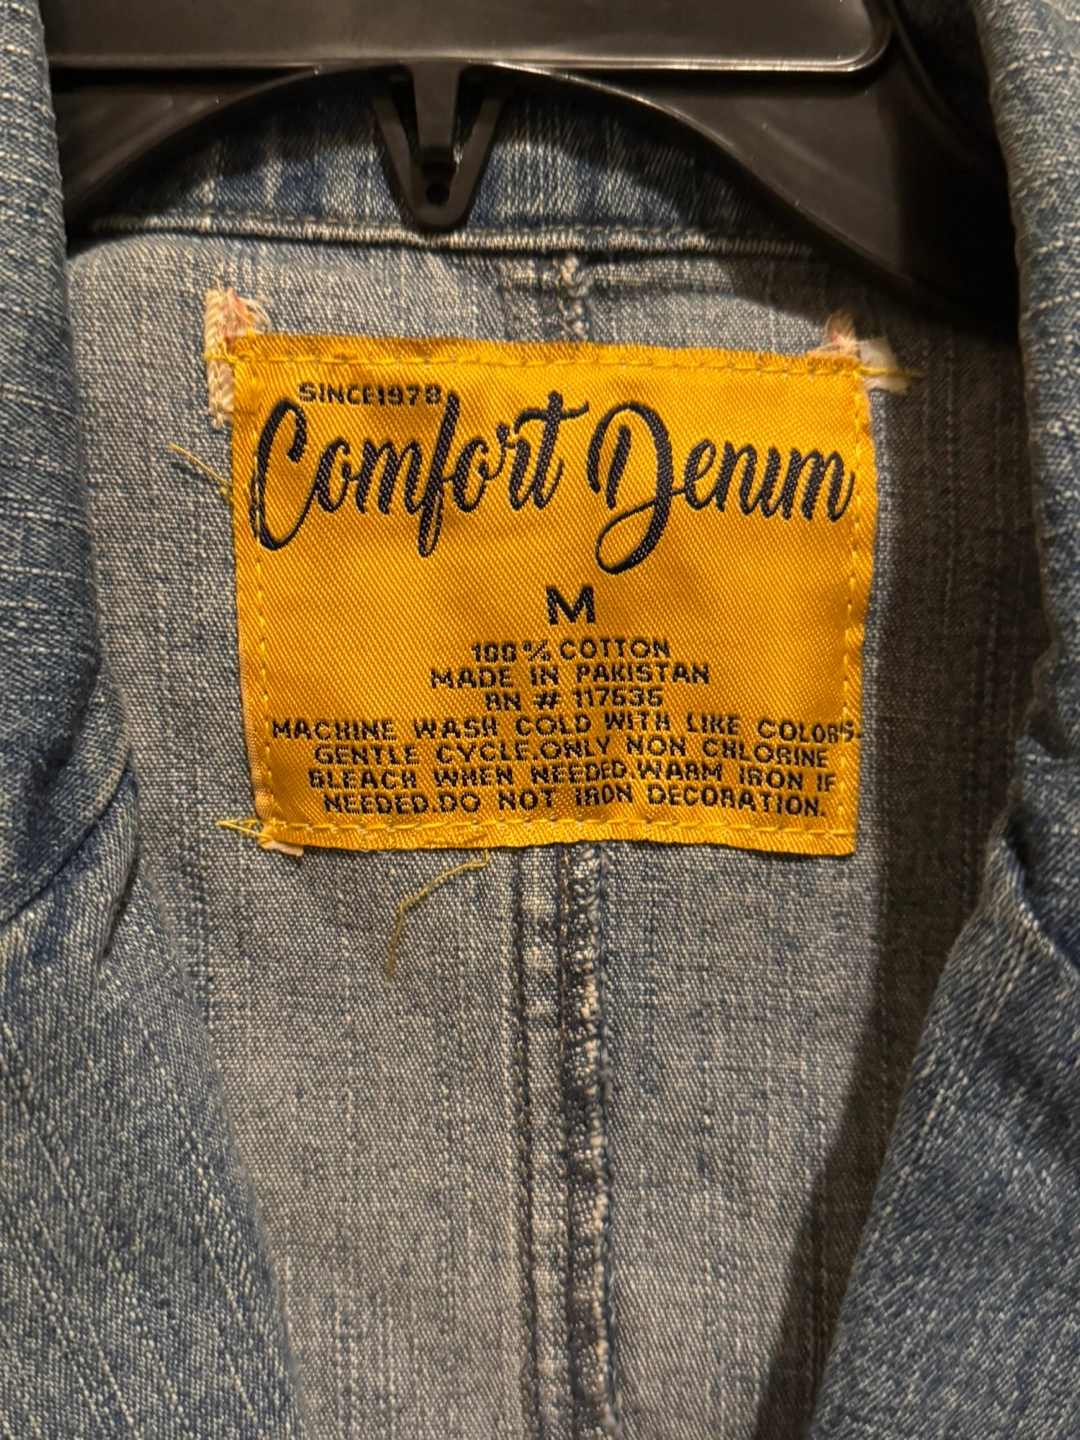 SINCE1978
Comfort Denim
M
100% COTTON
MADE IN PAKISTAN
RN # 117636
MACHINE WASH COLD WITH LIKE COLORS.
GENTLE CYCLE.ONLY NON CHLORINE
BLEACH WHEN NEEDED.WARM IRON IF
NEEDED.DO NOT IRON DECORATION.